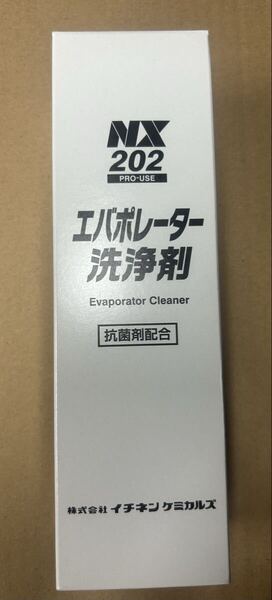 NX
202
PRO-USE
エバポレーター
洗浄剤
Evaporator Cleaner
抗菌剤配合
株式会社 イチネン ケミカルズ